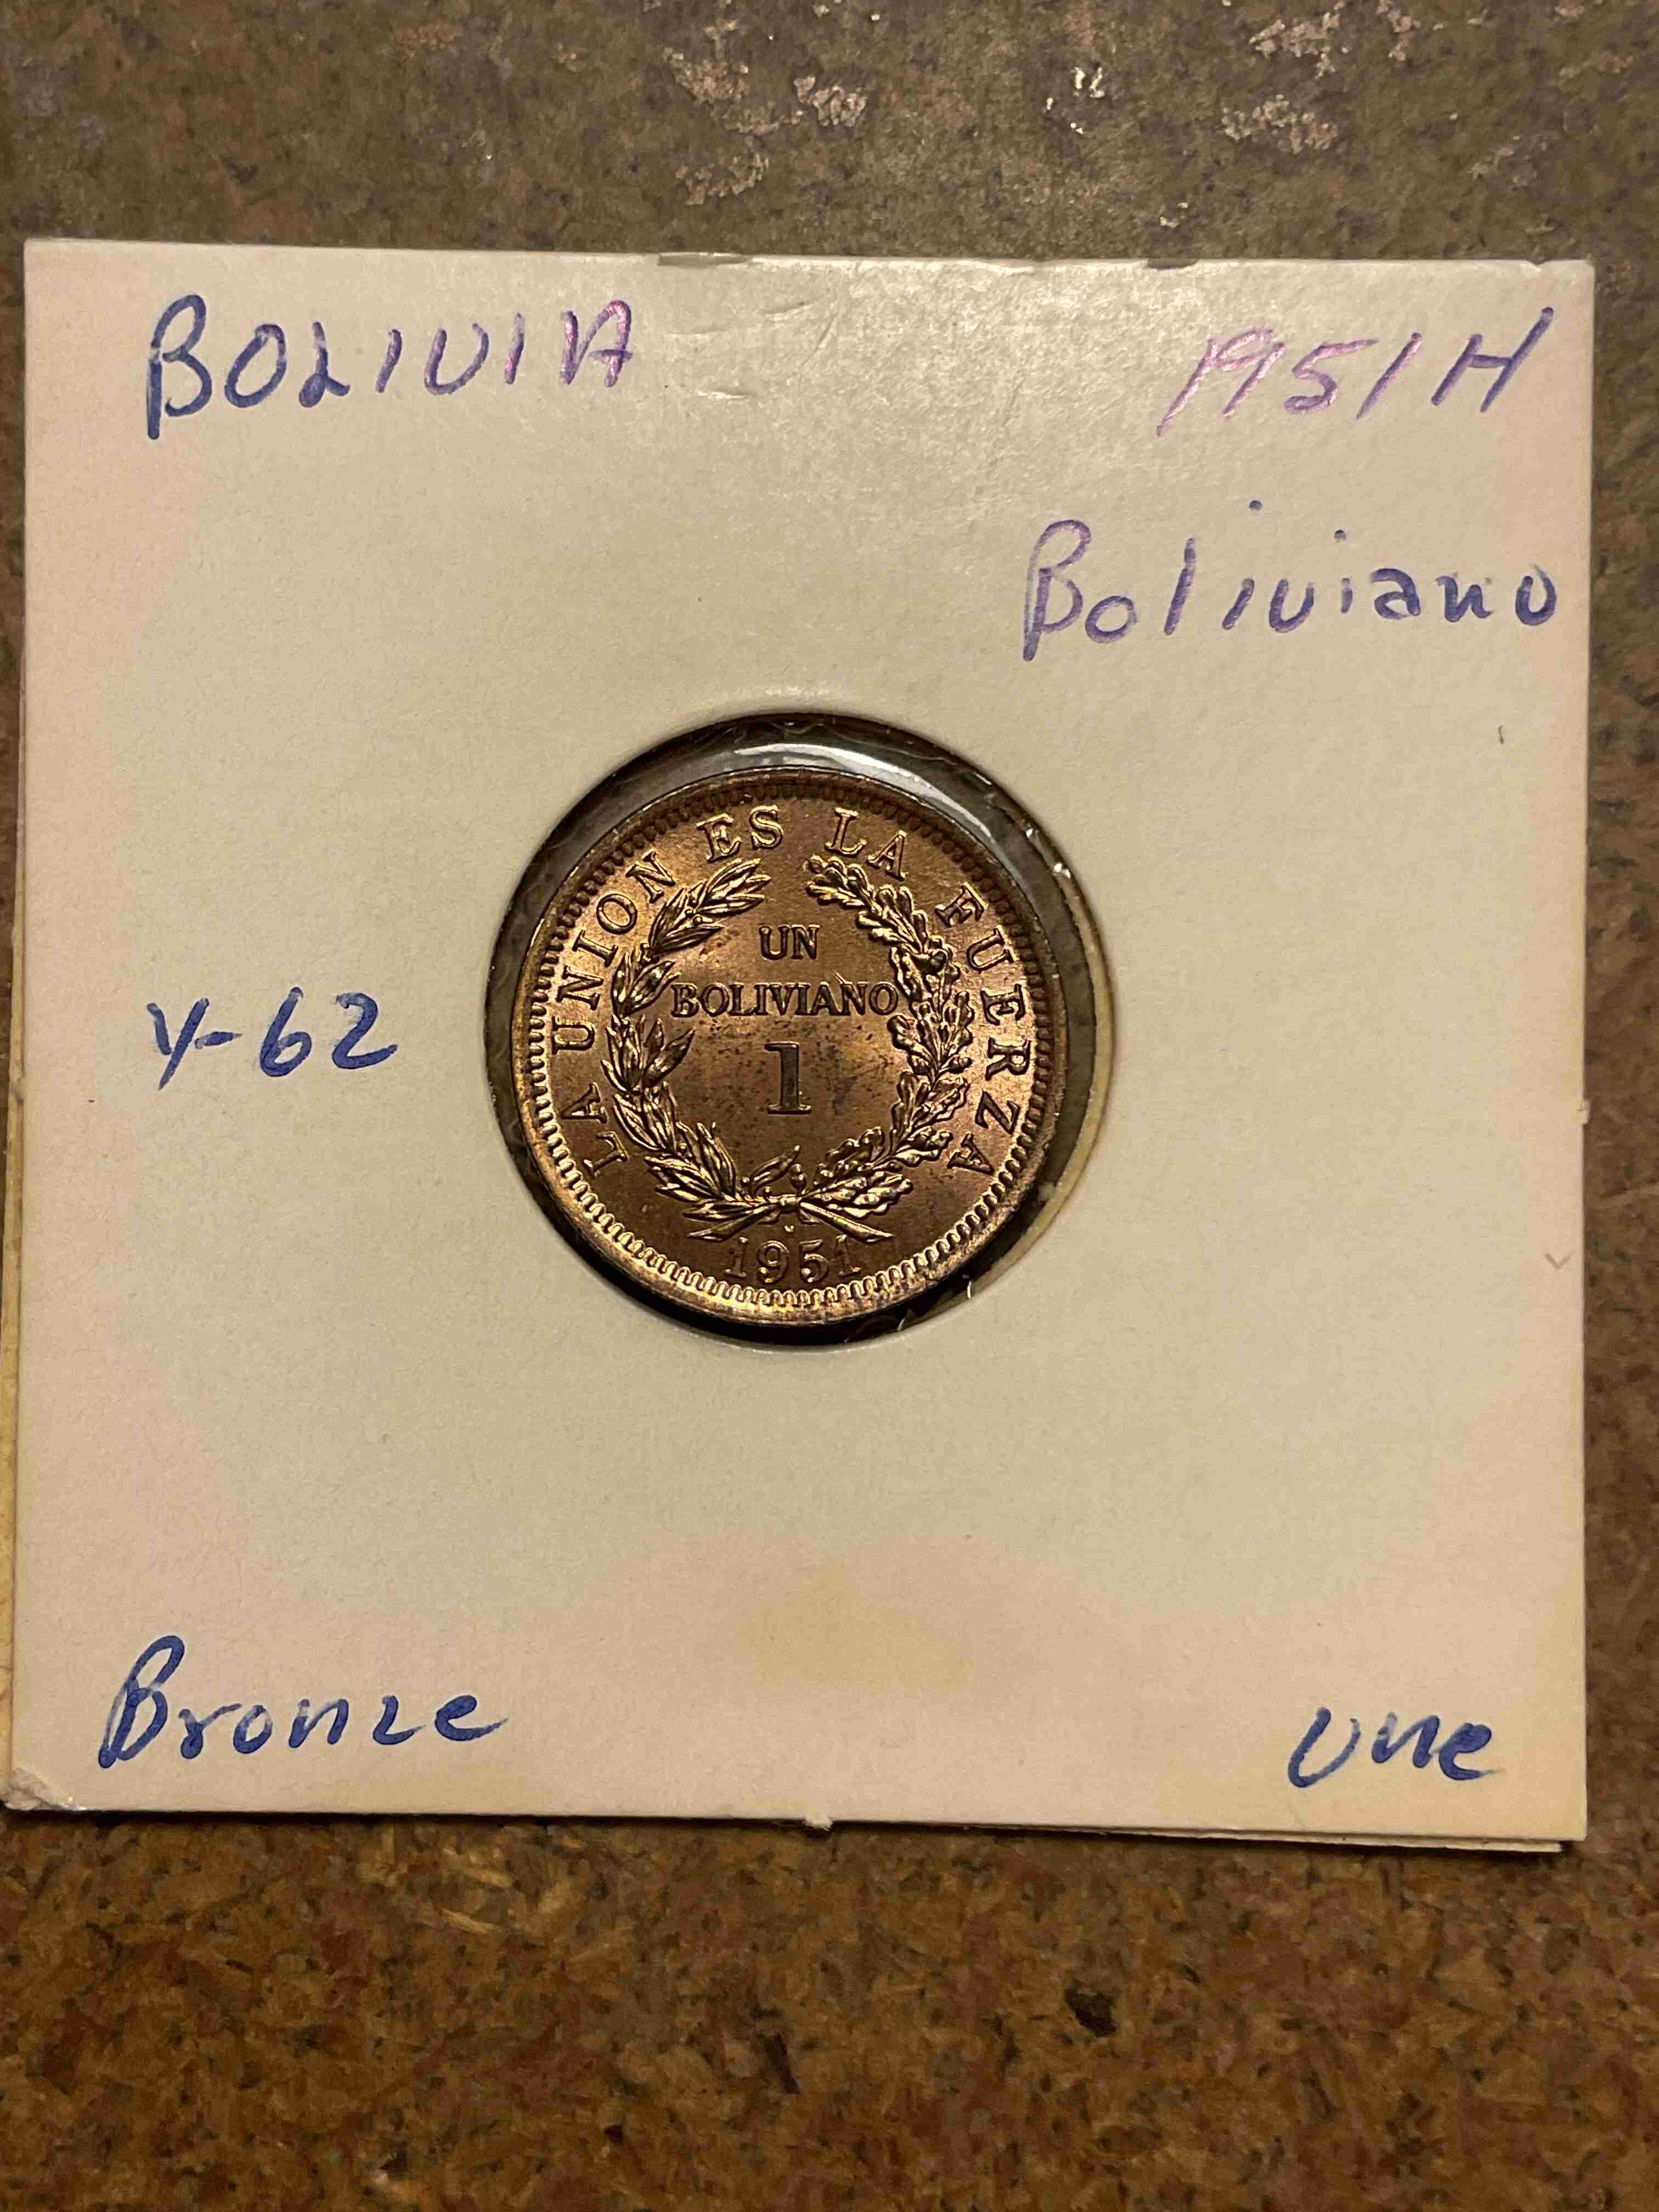 BOLIVIA 1951H
Boliviano
LA UNION ES LA FUERZA
UN
BOLIVIANO
1
1951
Y-62
Bronze unc